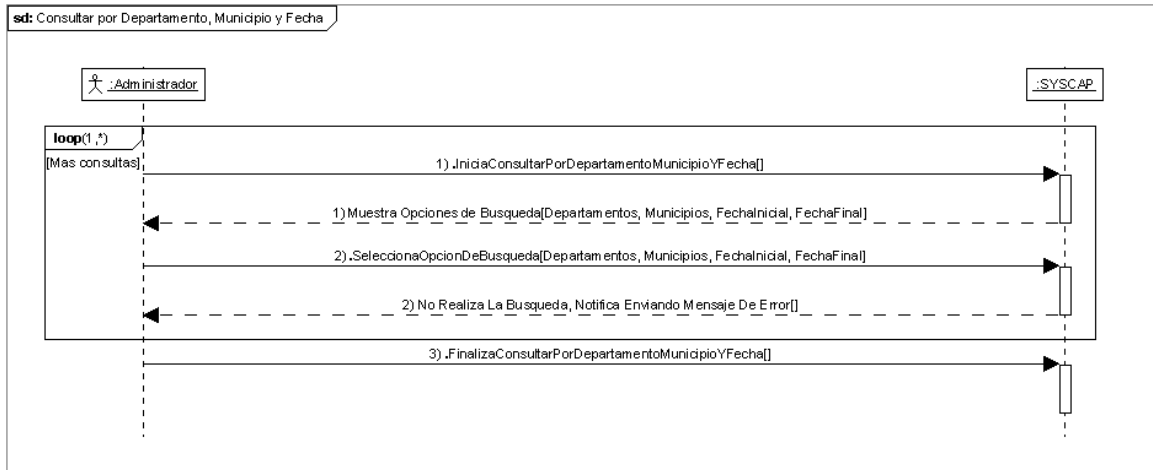 sd: Consultar por Departamento, Municipio y Fecha
:Administrador
:SYSCAP
loop(1,*)
[Mas consultas]
1) .IniciaConsultarPorDepartamentoMunicipioYFecha[]
1) Muestra Opciones de Busqueda[Departamentos, Municipios, FechaInicial, FechaFinal]
2) .SeleccionaOpcionDeBusqueda[Departamentos, Municipios, FechaInicial, FechaFinal]
2) No Realiza La Busqueda, Notifica Enviando Mensaje De Error[]
3) .FinalizaConsultarPorDepartamentoMunicipioYFecha[]